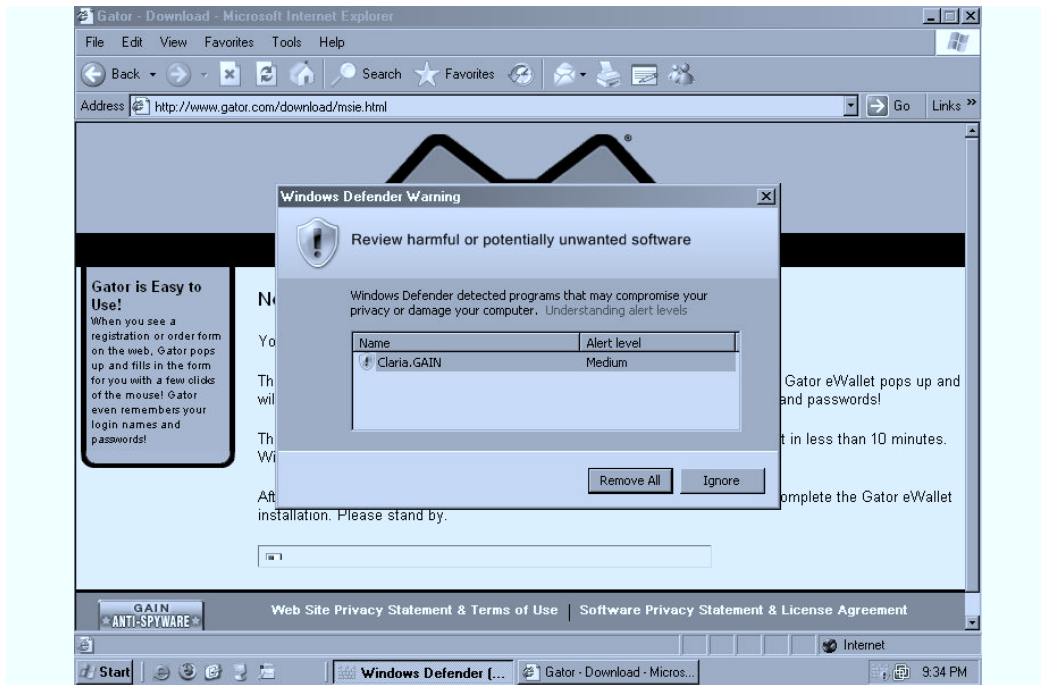 Gator - Download - Microsoft Internet Explorer
File Edit View Favorites Tools Help
Back Search Favorites
Address http://www.gator.com/download/msie.html Go Links »
®
Windows Defender Warning
Review harmful or potentially unwanted software
Windows Defender detected programs that may compromise your
privacy or damage your computer. Understanding alert levels
Name Alert level
Claria.GAIN Medium
Remove All Ignore
Gator is Easy to
Use!
When you see a
registration or order form
on the web, Gator pops
up and fills in the form
for you with a few clicks
of the mouse! Gator
even remembers your
login names and
passwords!
Gator eWallet pops up and
and passwords!
t in less than 10 minutes.
omplete the Gator eWallet
installation. Please stand by.
GAIN
ANTI-SPYWARE
Web Site Privacy Statement & Terms of Use | Software Privacy Statement & License Agreement
Internet
Start Windows Defender (... Gator - Download - Micros... 9:34 PM